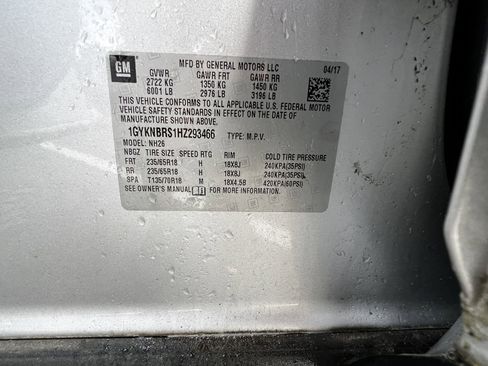 GM
MFD BY GENERAL MOTORS LLC 04/17
GVWR GAWR FRT GAWR RR
2722 KG 1350 KG 1450 KG
6001 LB 2976 LB 3196 LB
THIS VEHICLE CONFORMS TO ALL APPLICABLE U.S. FEDERAL MOTOR
VEHICLE SAFETY STANDARDS IN EFFECT ON THE DATE OF
MANUFACTURE SHOWN ABOVE.
1GYKNBRS1HZ293466 TYPE: M.P.V.
MODEL: NH26
NBGZ TIRE SIZE SPEED RTG RIM COLD TIRE PRESSURE
FRT 235/65R18 H 18X8J 240KPA(35PSI)
RR 235/65R18 H 18X8J 240KPA(35PSI)
SPA T135/70R18 M 18X4.5B 420KPA(60PSI)
SEE OWNER'S MANUAL FOR MORE INFORMATION.